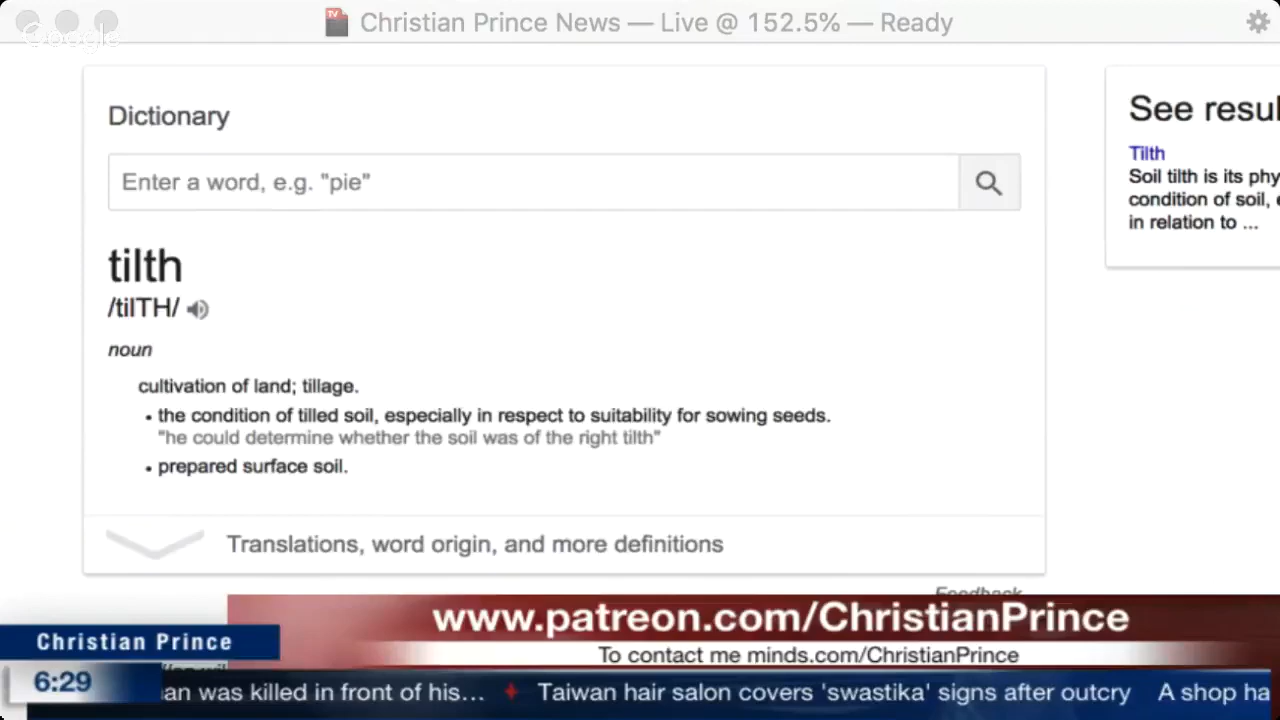 Christian Prince News — Live @ 152.5% — Ready
Google
Dictionary
Enter a word, e.g. "pie"
See resul
Tilth
Soil tilth is its phy
condition of soil, e
in relation to ...
tilth
/tilTH/
noun
cultivation of land; tillage.
• the condition of tilled soil, especially in respect to suitability for sowing seeds.
"he could determine whether the soil was of the right tilth"
• prepared surface soil.
Translations, word origin, and more definitions
Feedback
www.patreon.com/ChristianPrince
Christian Prince
To contact me minds.com/ChristianPrince
6:29
an was killed in front of his... Taiwan hair salon covers 'swastika' signs after outcry A shop ha